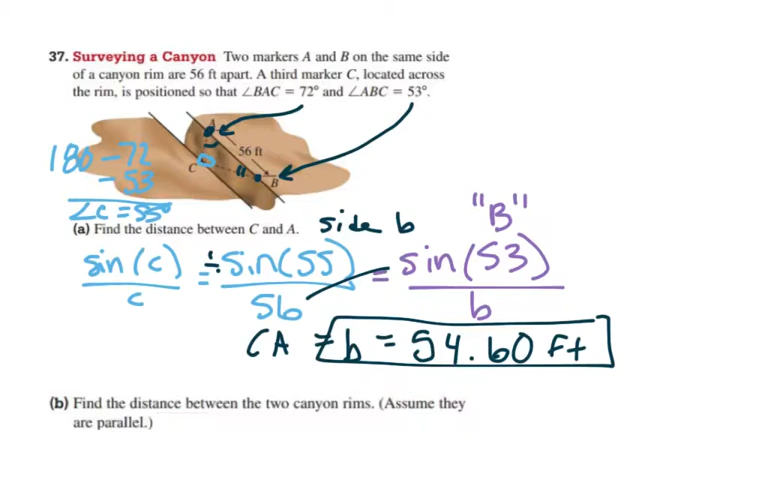 37. Surveying a Canyon Two markers A and B on the same side
of a canyon rim are 56 ft apart. A third marker C, located across
the rim, is positioned so that ∠BAC = 72° and ∠ABC = 53°.
A
56 ft
C
B
180 - 72
- 53
∠C = 55°
(a) Find the distance between C and A.
side b
"B"
sin(C)/c = sin(55)/56 = sin(53)/b
CA = b = 54.60 Ft
(b) Find the distance between the two canyon rims. (Assume they
are parallel.)